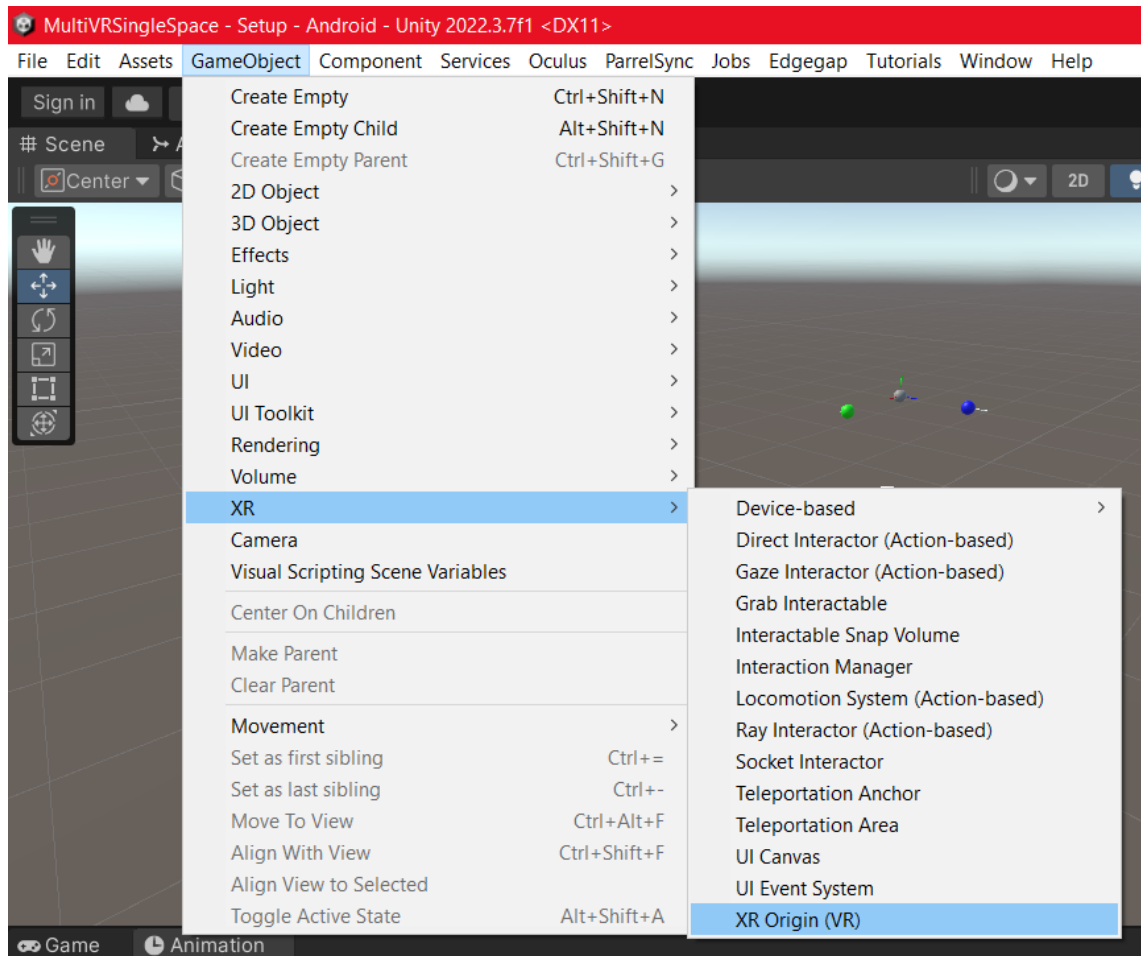 MultiVRSingleSpace - Setup - Android - Unity 2022.3.7f1 <DX11>
File Edit Assets GameObject Component Services Oculus ParrelSync Jobs Edgegap Tutorials Window Help
Sign in
Scene
Center
2D
Create Empty Ctrl+Shift+N
Create Empty Child Alt+Shift+N
Create Empty Parent Ctrl+Shift+G
2D Object
3D Object
Effects
Light
Audio
Video
UI
UI Toolkit
Rendering
Volume
XR
Camera
Visual Scripting Scene Variables
Center On Children
Make Parent
Clear Parent
Movement
Set as first sibling Ctrl+=
Set as last sibling Ctrl+-
Move To View Ctrl+Alt+F
Align With View Ctrl+Shift+F
Align View to Selected
Toggle Active State Alt+Shift+A
Device-based
Direct Interactor (Action-based)
Gaze Interactor (Action-based)
Grab Interactable
Interactable Snap Volume
Interaction Manager
Locomotion System (Action-based)
Ray Interactor (Action-based)
Socket Interactor
Teleportation Anchor
Teleportation Area
UI Canvas
UI Event System
XR Origin (VR)
Game Animation